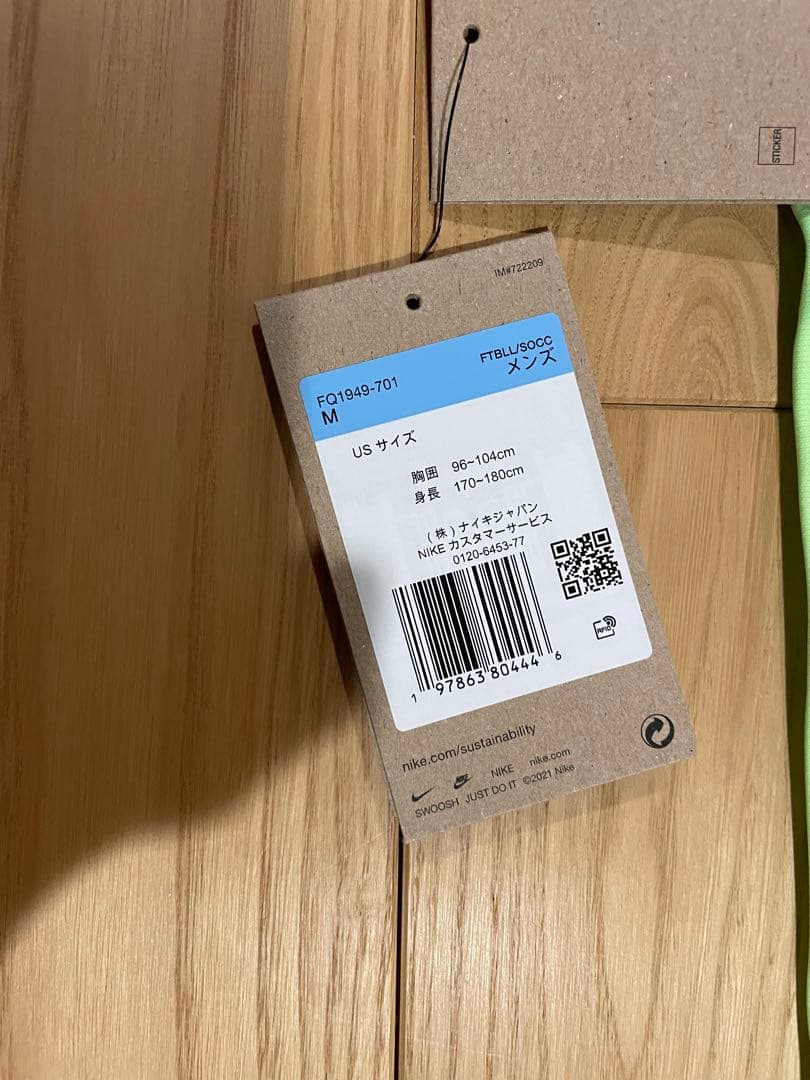 STICKER
IM#722209
FTBLL/SOCC
メンズ
FQ1949-701
M
US サイズ
胸囲 96~104cm
身長 170~180cm
(株)ナイキジャパン
NIKE カスタマーサービス
0120-6453-77
RFID
1 97863 80444 6
nike.com/sustainability
NIKE nike.com
SWOOSH JUST DO IT ©2021 Nike